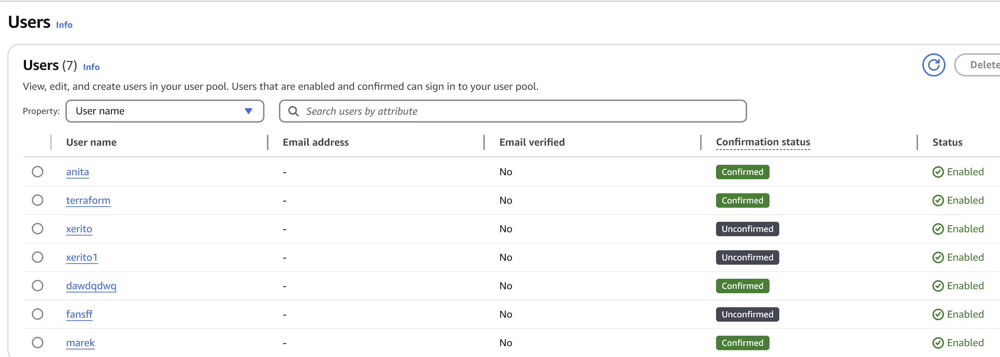 Users Info
Users (7) Info
Delete
View, edit, and create users in your user pool. Users that are enabled and confirmed can sign in to your user pool.
Property: User name Search users by attribute
User name Email address Email verified Confirmation status Status
anita - No Confirmed Enabled
terraform - No Confirmed Enabled
xerito - No Unconfirmed Enabled
xerito1 - No Unconfirmed Enabled
dawdqdwq - No Confirmed Enabled
fansff - No Unconfirmed Enabled
marek - No Confirmed Enabled